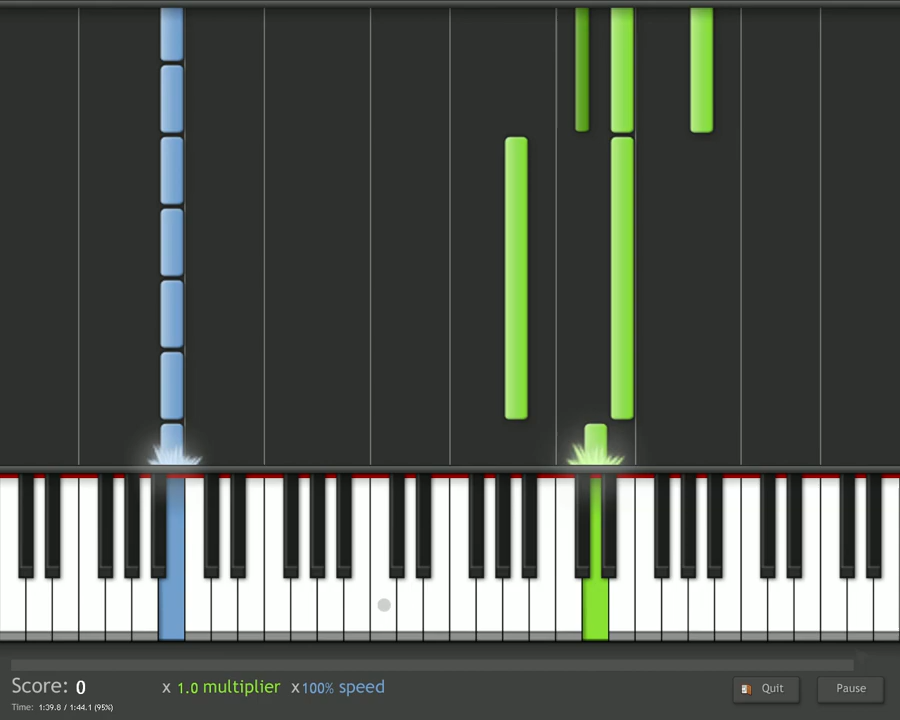 Score: 0 x 1.0 multiplier x100% speed
Quit Pause
Time: 1:39.8 / 1:44.1 (95%)